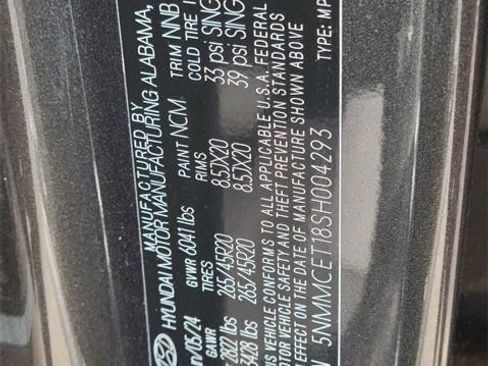 MANUFACTURED BY
HYUNDAI MOTOR MANUFACTURING ALABAMA,
n/05/24 GVWR 6041 lbs PAINT NCM TRIM NNB
GAWR TIRES RIMS COLD TIRE
2822 lbs 265/45R20 8.5JX20 33 psi SING
3428 lbs 265/45R20 8.5JX20 39 psi SING
THIS VEHICLE CONFORMS TO ALL APPLICABLE U.S.A. FEDERAL
MOTOR VEHICLE SAFETY AND THEFT PREVENTION STANDARDS
EFFECT ON THE DATE OF MANUFACTURE SHOWN ABOVE
5NMMCET18SH004293 TYPE: MP